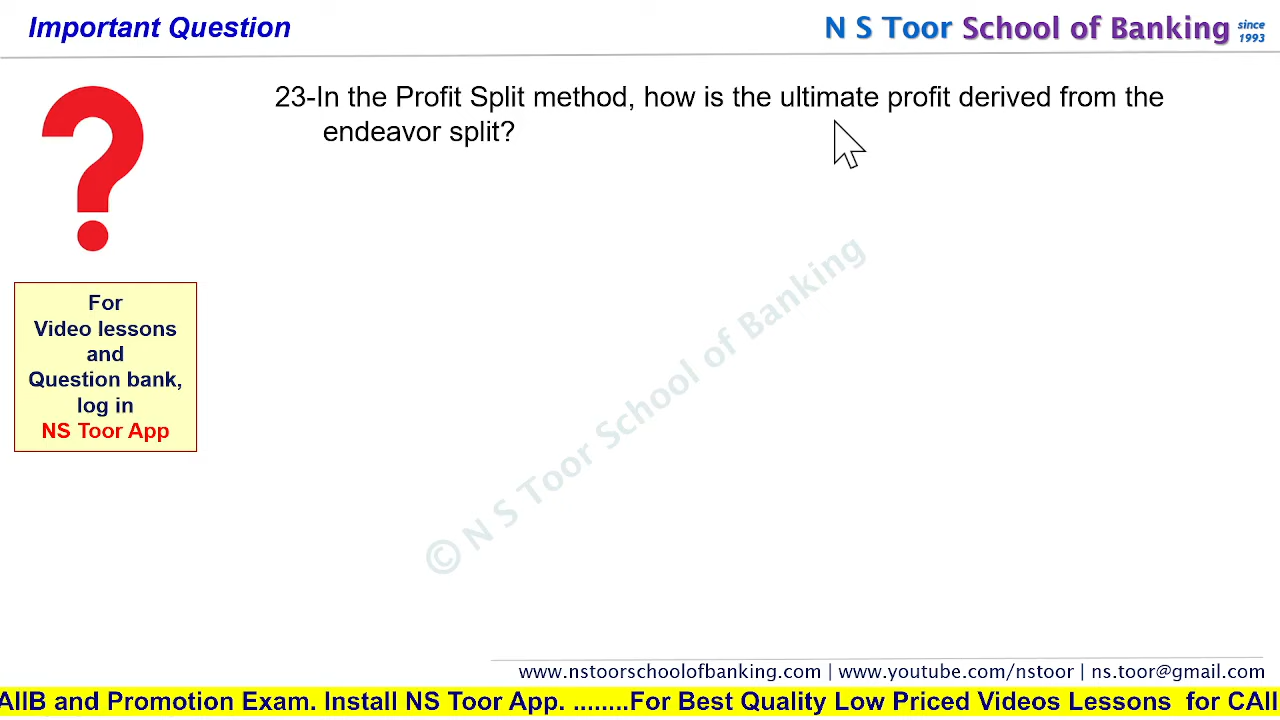 Important Question
N S Toor School of Banking since 1993
23-In the Profit Split method, how is the ultimate profit derived from the
endeavor split?
?
For
Video lessons
and
Question bank,
log in
NS Toor App
© N S Toor School of Banking
www.nstoorschoolofbanking.com | www.youtube.com/nstoor | ns.toor@gmail.com
AIIB and Promotion Exam. Install NS Toor App. ........For Best Quality Low Priced Videos Lessons for CAII